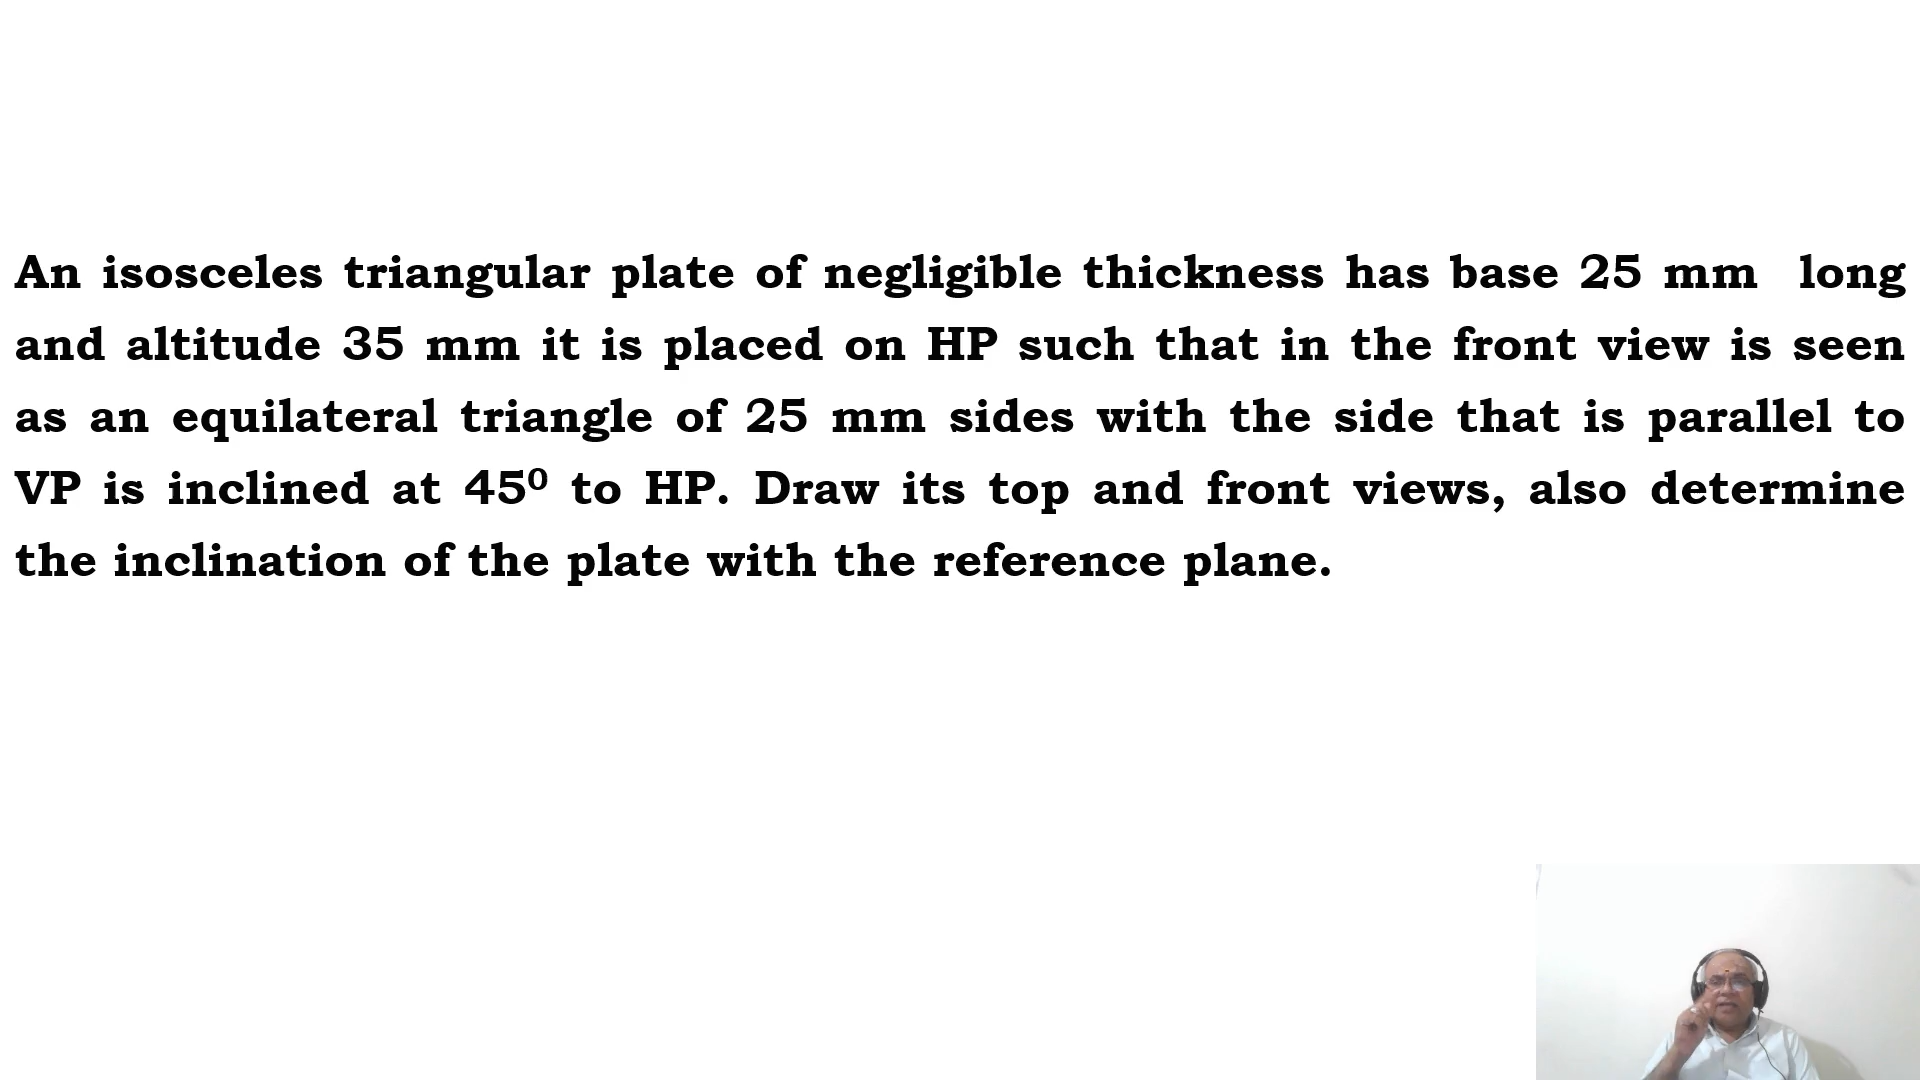 An isosceles triangular plate of negligible thickness has base 25 mm long
and altitude 35 mm it is placed on HP such that in the front view is seen
as an equilateral triangle of 25 mm sides with the side that is parallel to
VP is inclined at 45⁰ to HP. Draw its top and front views, also determine
the inclination of the plate with the reference plane.